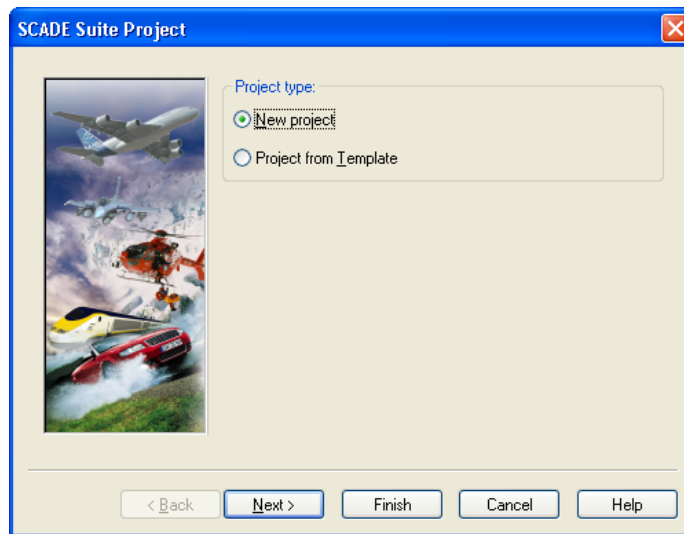 SCADE Suite Project
Project type:
New project
Project from Template
< Back
Next >
Finish
Cancel
Help